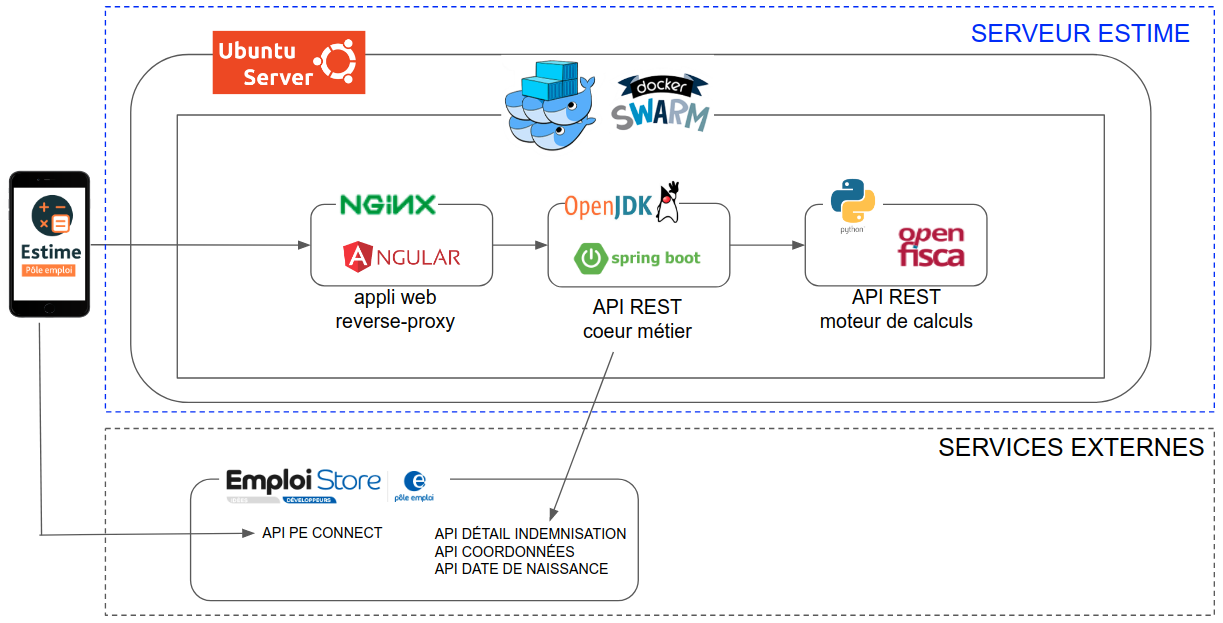 SERVEUR ESTIME
Ubuntu
Server
docker
SWARM
Estime
Pôle emploi
NGINX
ANGULAR
appli web
reverse-proxy
OpenJDK
spring boot
API REST
coeur métier
python
open
fisca
API REST
moteur de calculs
SERVICES EXTERNES
Emploi Store
DÉVELOPPEURS
pôle emploi
API PE CONNECT
API DÉTAIL INDEMNISATION
API COORDONNÉES
API DATE DE NAISSANCE